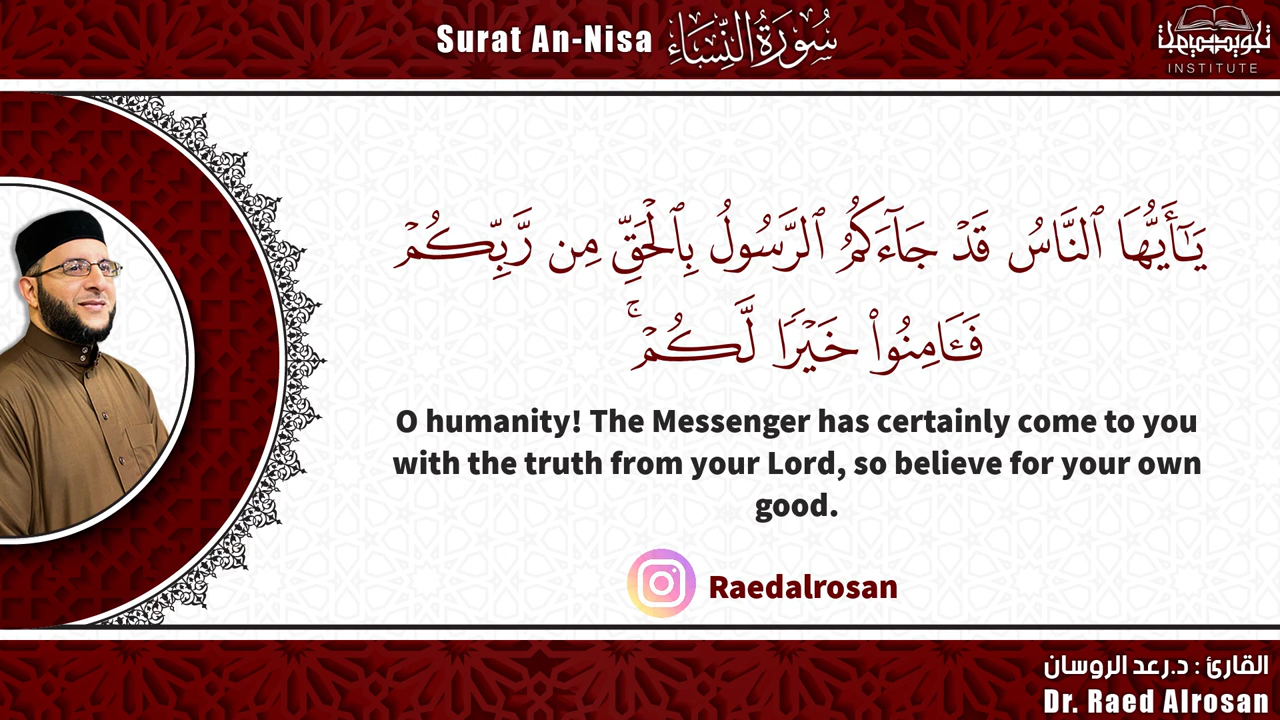 Surat An-Nisa سُورَةُ النِّسَاءِ
INSTITUTE
يَـٰٓأَيُّهَا ٱلنَّاسُ قَدْ جَآءَكُمُ ٱلرَّسُولُ بِٱلْحَقِّ مِن رَّبِّكُمْ
فَـَٔامِنُوا۟ خَيْرًا لَّكُمْ ۚ
O humanity! The Messenger has certainly come to you
with the truth from your Lord, so believe for your own
good.
Raedalrosan
القارئ : د.رعد الروسان
Dr. Raed Alrosan